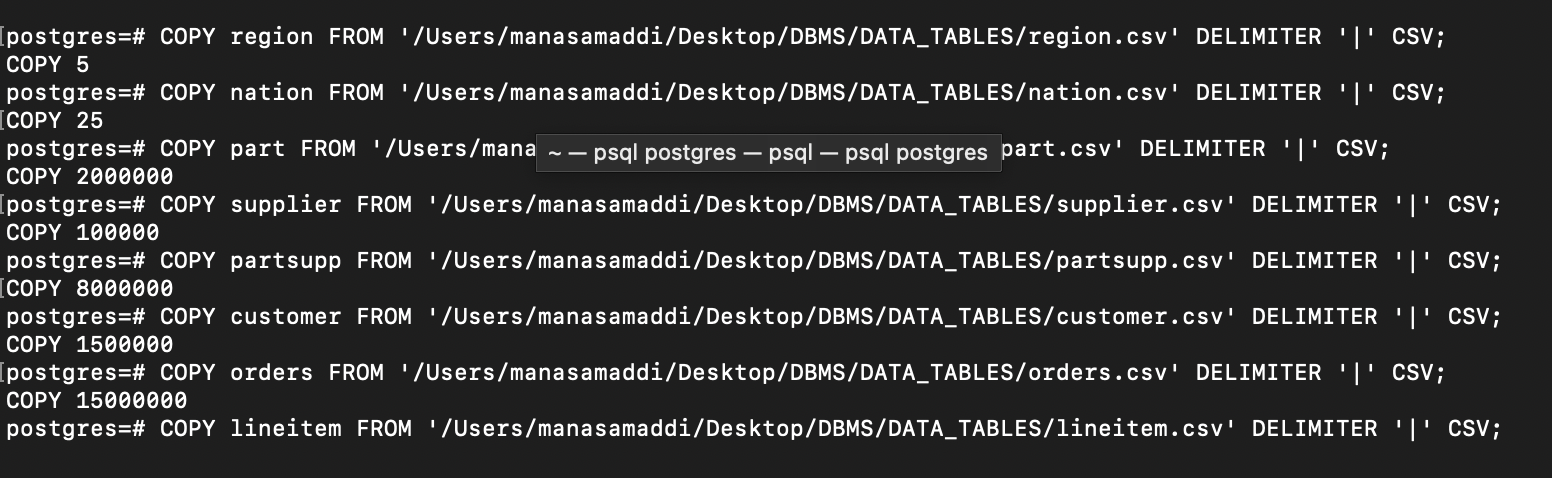 postgres=# COPY region FROM '/Users/manasamaddi/Desktop/DBMS/DATA_TABLES/region.csv' DELIMITER '|' CSV;
COPY 5
postgres=# COPY nation FROM '/Users/manasamaddi/Desktop/DBMS/DATA_TABLES/nation.csv' DELIMITER '|' CSV;
COPY 25
postgres=# COPY part FROM '/Users/mana ~ — psql postgres — psql — psql postgres part.csv' DELIMITER '|' CSV;
COPY 2000000
postgres=# COPY supplier FROM '/Users/manasamaddi/Desktop/DBMS/DATA_TABLES/supplier.csv' DELIMITER '|' CSV;
COPY 100000
postgres=# COPY partsupp FROM '/Users/manasamaddi/Desktop/DBMS/DATA_TABLES/partsupp.csv' DELIMITER '|' CSV;
COPY 8000000
postgres=# COPY customer FROM '/Users/manasamaddi/Desktop/DBMS/DATA_TABLES/customer.csv' DELIMITER '|' CSV;
COPY 1500000
postgres=# COPY orders FROM '/Users/manasamaddi/Desktop/DBMS/DATA_TABLES/orders.csv' DELIMITER '|' CSV;
COPY 15000000
postgres=# COPY lineitem FROM '/Users/manasamaddi/Desktop/DBMS/DATA_TABLES/lineitem.csv' DELIMITER '|' CSV;